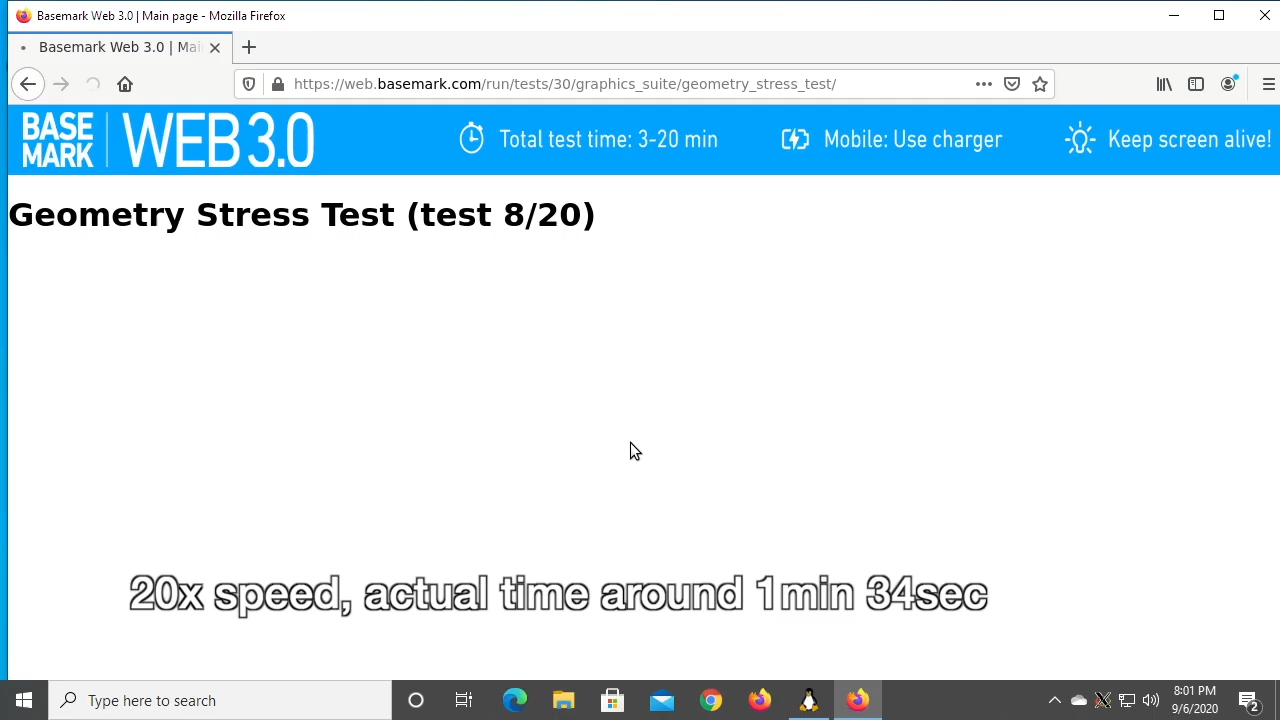 Basemark Web 3.0 | Main page - Mozilla Firefox
Basemark Web 3.0 | Mai
https://web.basemark.com/run/tests/30/graphics_suite/geometry_stress_test/
BASE MARK WEB 3.0
Total test time: 3-20 min
Mobile: Use charger
Keep screen alive!
Geometry Stress Test (test 8/20)
20x speed, actual time around 1min 34sec
Type here to search
8:01 PM
9/6/2020
2